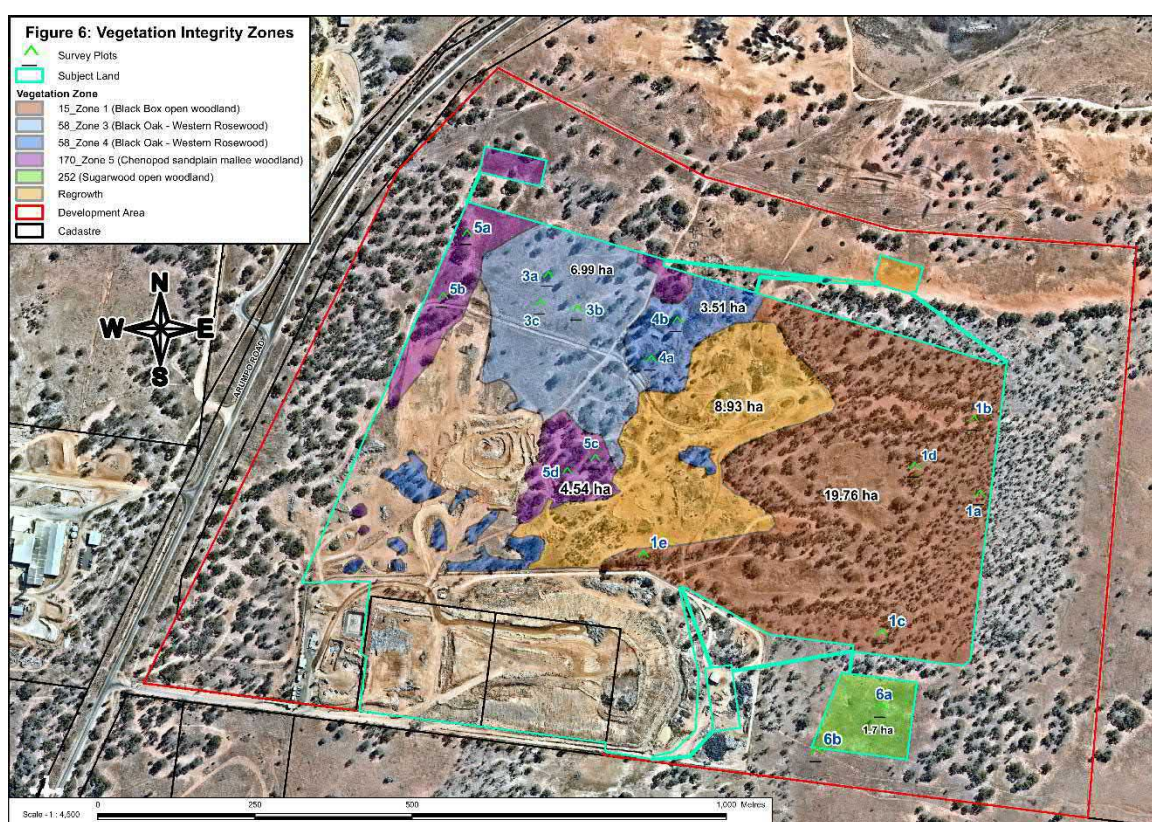 Figure 6: Vegetation Integrity Zones
Survey Plots
Subject Land
Vegetation Zone
15_Zone 1 (Black Box open woodland)
58_Zone 3 (Black Oak - Western Rosewood)
58_Zone 4 (Black Oak - Western Rosewood)
170_Zone 5 (Chenopod sandplain mallee woodland)
252 (Sugarwood open woodland)
Regrowth
Development Area
Cadastre
N
W E
S
ARUMPO ROAD
5a
3a
6.99 ha
5b
3b
3c
4b
3.51 ha
4a
8.93 ha
1b
5c
1d
5d
4.54 ha
19.76 ha
1a
1e
1c
6a
1.7 ha
6b
Scale - 1 : 4,500
0 250 500 1,000 Metres